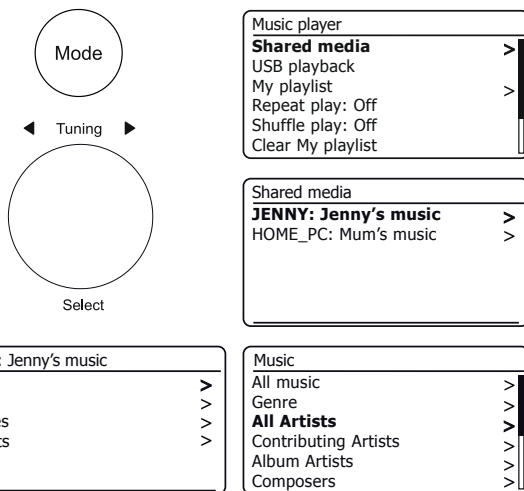 Mode
◀ Tuning ▶
Select
Music player
Shared media >
USB playback
My playlist >
Repeat play: Off
Shuffle play: Off
Clear My playlist
Shared media
JENNY: Jenny's music >
HOME_PC: Mum's music >
: Jenny's music
>
>
>
>
Music
All music >
Genre >
All Artists >
Contributing Artists >
Album Artists >
Composers >